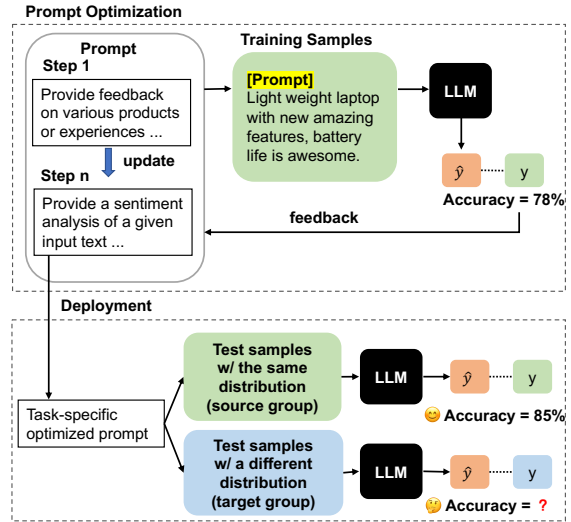 Prompt Optimization
Prompt
Step 1
Provide feedback
on various products
or experiences ...
update
Step n
Provide a sentiment
analysis of a given
input text ...
Training Samples
[Prompt]
Light weight laptop
with new amazing
features, battery
life is awesome.
LLM
ŷ
y
Accuracy = 78%
feedback
Deployment
Task-specific
optimized prompt
Test samples
w/ the same
distribution
(source group)
LLM
ŷ
y
😊 Accuracy = 85%
Test samples
w/ a different
distribution
(target group)
LLM
ŷ
y
🤔 Accuracy = ?